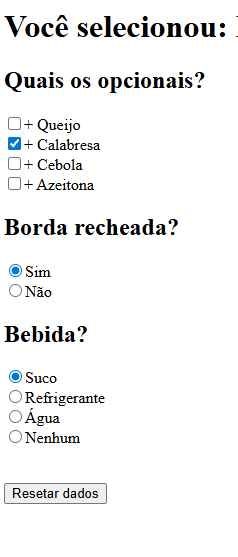 Você selecionou:
Quais os opcionais?
+ Queijo
+ Calabresa
+ Cebola
+ Azeitona
Borda recheada?
Sim
Não
Bebida?
Suco
Refrigerante
Água
Nenhum
Resetar dados